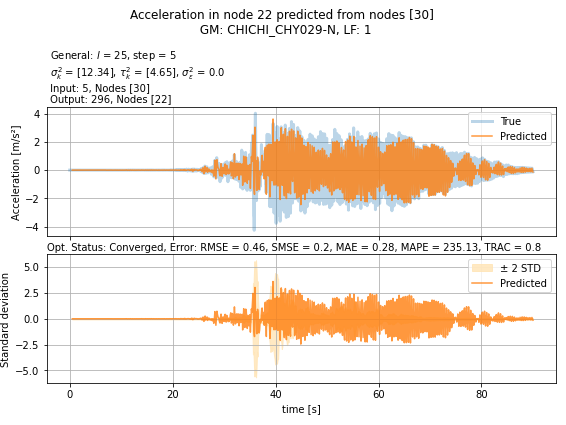 Acceleration in node 22 predicted from nodes [30]
GM: CHICHI_CHY029-N, LF: 1
General: l = 25, step = 5
σ²ₖ = [12.34], τ²ₖ = [4.65], σ²ε = 0.0
Input: 5, Nodes [30]
Output: 296, Nodes [22]
Acceleration [m/s²]
4
2
0
−2
−4
True
Predicted
Opt. Status: Converged, Error: RMSE = 0.46, SMSE = 0.2, MAE = 0.28, MAPE = 235.13, TRAC = 0.8
Standard deviation
5.0
2.5
0.0
−2.5
−5.0
± 2 STD
Predicted
0 20 40 60 80
time [s]